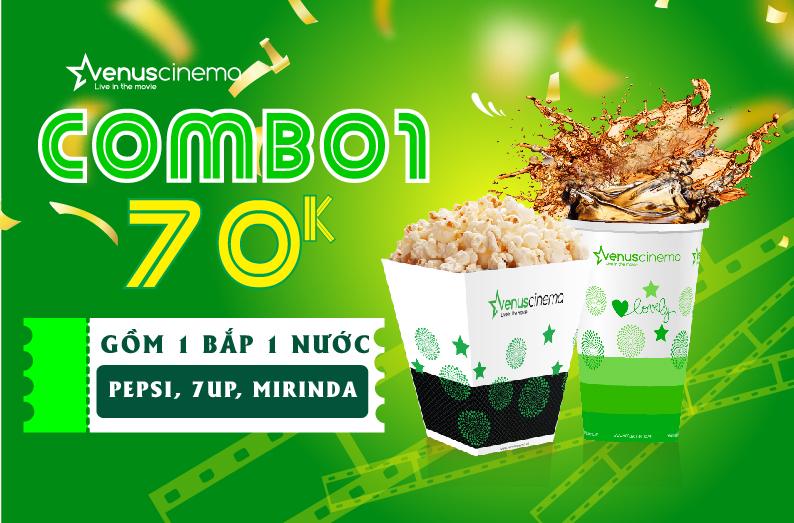 venuscinema
Live in the movie
COMBO1
70K
GỒM 1 BẮP 1 NƯỚC
PEPSI, 7UP, MIRINDA
venuscinema
Live in the movie
venuscinema
Live in the movie
lovely